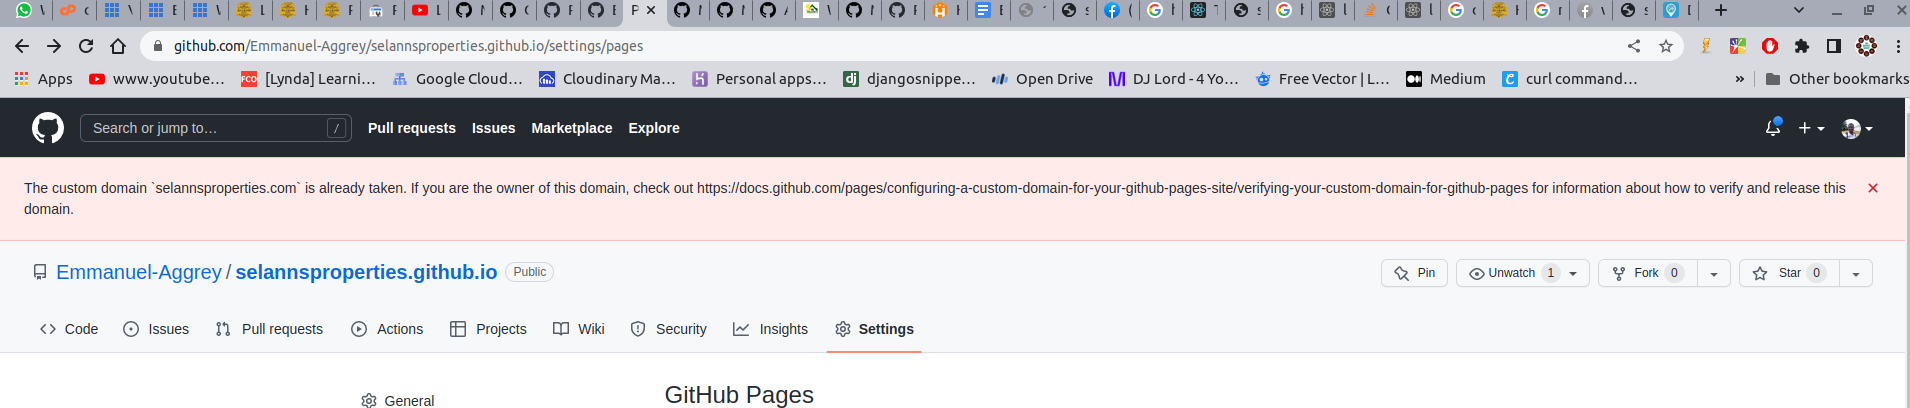 github.com/Emmanuel-Aggrey/selannsproperties.github.io/settings/pages
Apps www.youtube... [Lynda] Learni... Google Cloud... Cloudinary Ma... Personal apps... djangosnippe... Open Drive DJ Lord - 4 Yo... Free Vector | L... Medium curl command... » Other bookmarks
Search or jump to... / Pull requests Issues Marketplace Explore
The custom domain `selannsproperties.com` is already taken. If you are the owner of this domain, check out https://docs.github.com/pages/configuring-a-custom-domain-for-your-github-pages-site/verifying-your-custom-domain-for-github-pages for information about how to verify and release this
domain.
Emmanuel-Aggrey / selannsproperties.github.io Public Pin Unwatch 1 Fork 0 Star 0
Code Issues Pull requests Actions Projects Wiki Security Insights Settings
General GitHub Pages